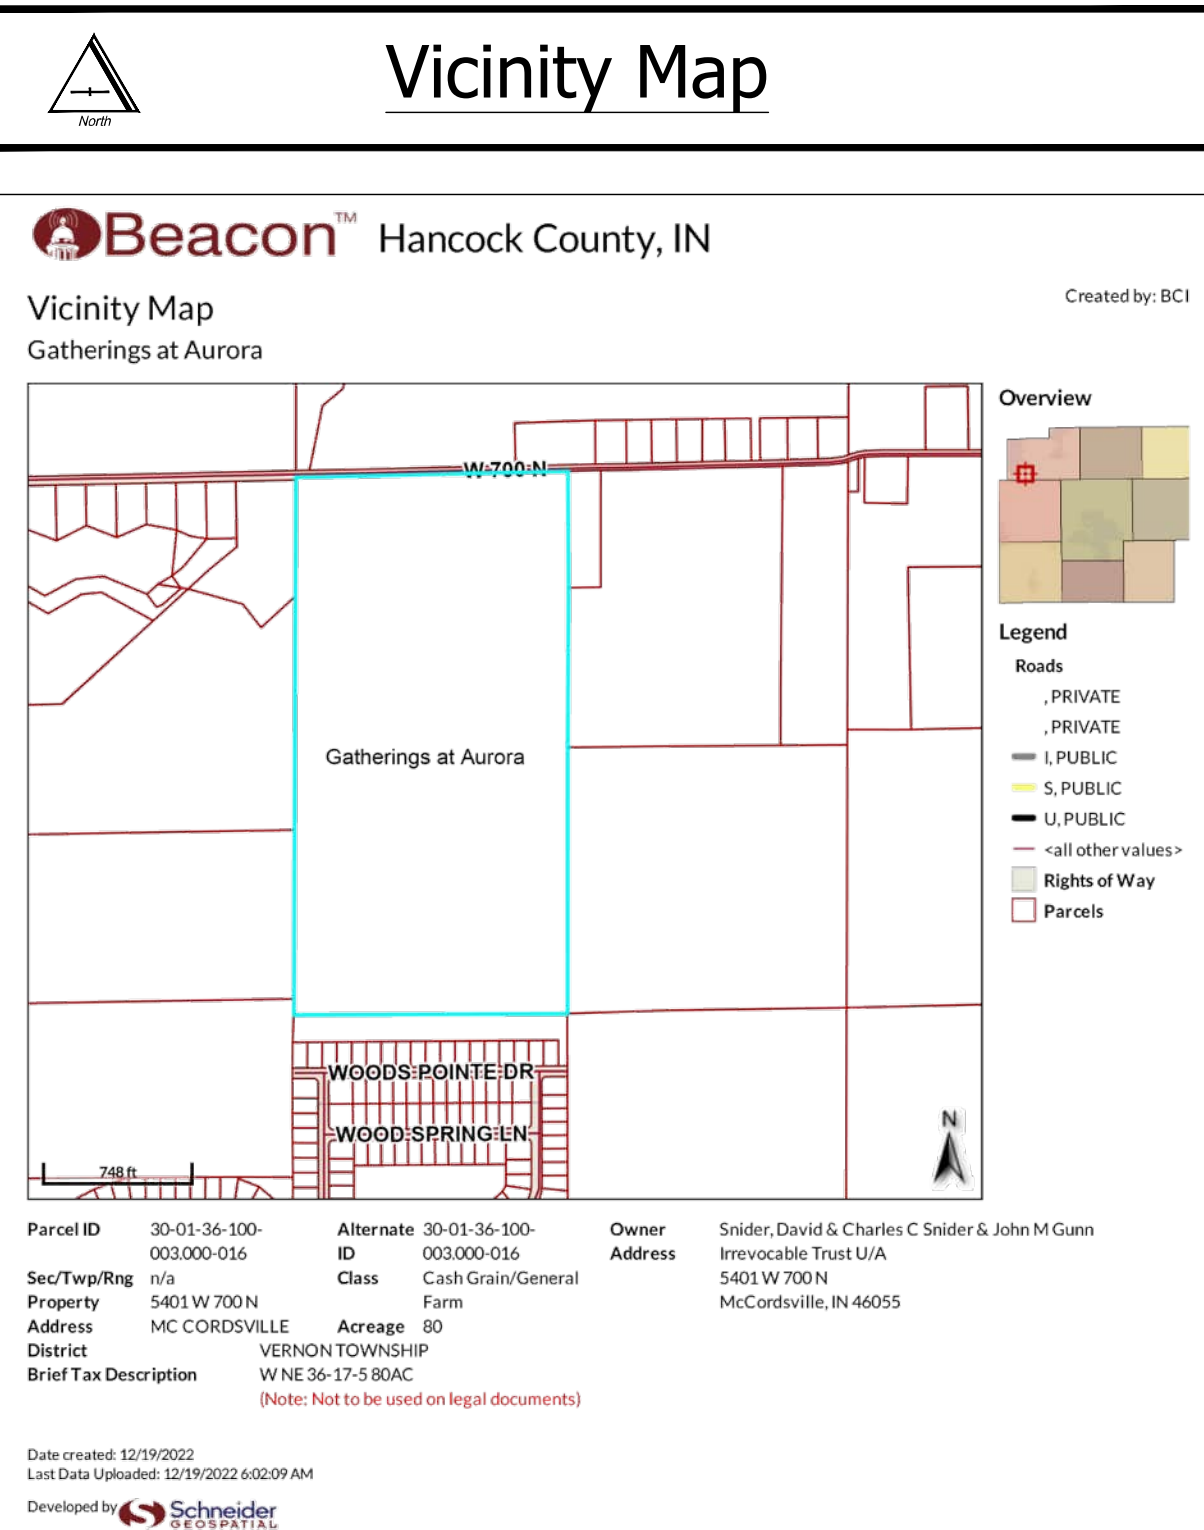 Vicinity Map
North
Beacon™ Hancock County, IN
Vicinity Map
Created by: BCI
Gatherings at Aurora
Overview
W 700 N
Gatherings at Aurora
Legend
Roads
, PRIVATE
, PRIVATE
I, PUBLIC
S, PUBLIC
U, PUBLIC
<all other values>
Rights of Way
Parcels
WOODS POINTE DR
WOOD SPRING LN
N
748 ft
Parcel ID 30-01-36-100-
003.000-016
Sec/Twp/Rng n/a
Property 5401 W 700 N
Address MC CORDSVILLE
Alternate 30-01-36-100-
ID 003.000-016
Class Cash Grain/General
Farm
Acreage 80
Owner Snider, David & Charles C Snider & John M Gunn
Address Irrevocable Trust U/A
5401 W 700 N
McCordsville, IN 46055
District VERNON TOWNSHIP
Brief Tax Description W NE 36-17-5 80AC
(Note: Not to be used on legal documents)
Date created: 12/19/2022
Last Data Uploaded: 12/19/2022 6:02:09 AM
Developed by Schneider
GEOSPATIAL